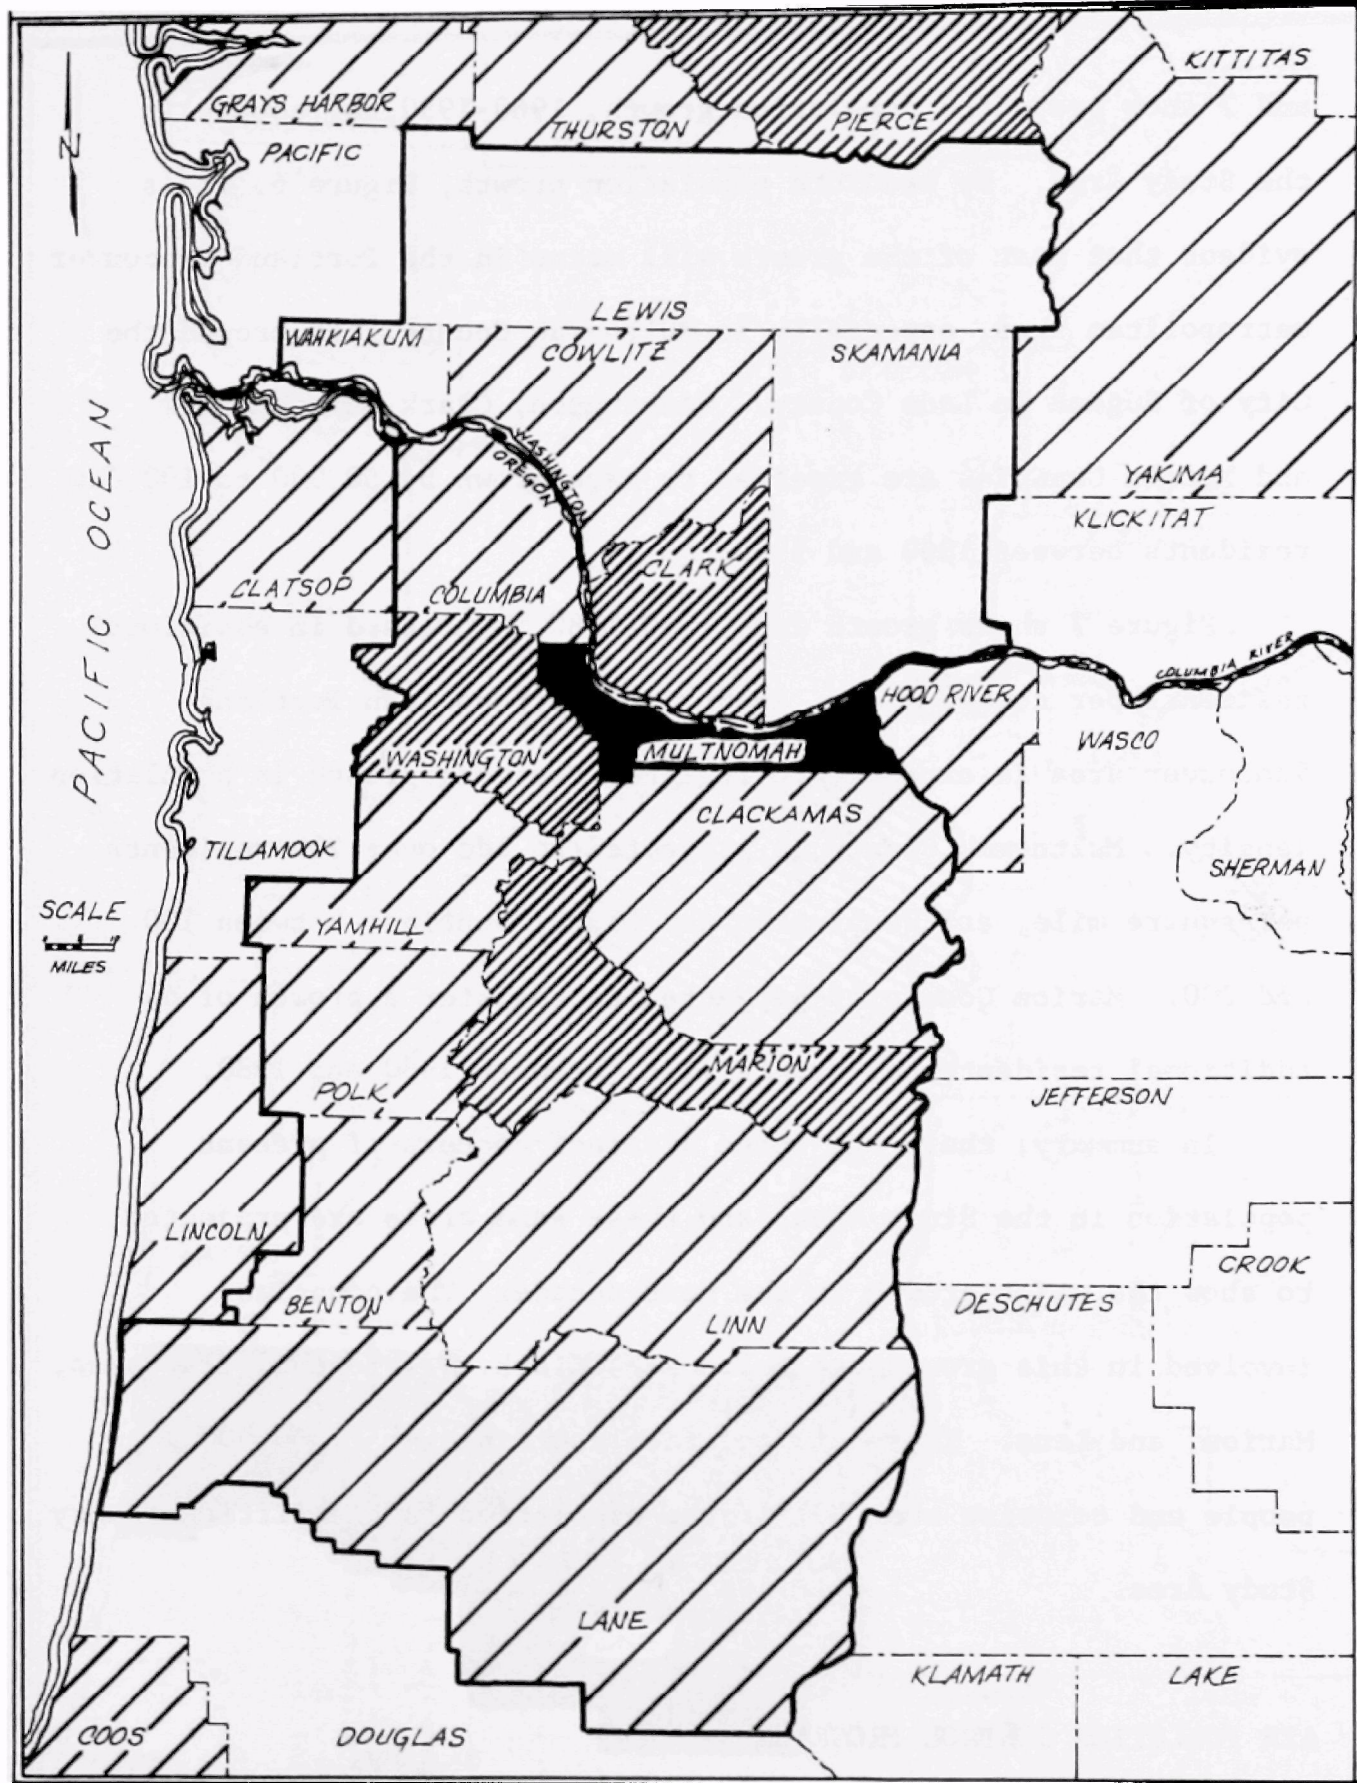 KITTITAS
GRAYS HARBOR
THURSTON
PIERCE
PACIFIC
N
LEWIS
WAHKIAKUM
COWLITZ
SKAMANIA
PACIFIC OCEAN
WASHINGTON
OREGON
YAKIMA
KLICKITAT
CLATSOP
COLUMBIA
CLARK
COLUMBIA RIVER
HOOD RIVER
WASHINGTON
MULTNOMAH
WASCO
CLACKAMAS
TILLAMOOK
SHERMAN
SCALE
MILES
YAMHILL
MARION
POLK
JEFFERSON
LINCOLN
CROOK
BENTON
LINN
DESCHUTES
LANE
KLAMATH
LAKE
COOS
DOUGLAS